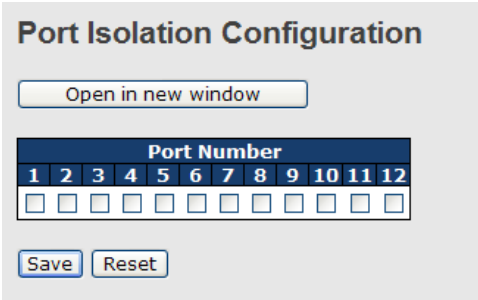 Port Isolation Configuration
Open in new window
Port Number
1 2 3 4 5 6 7 8 9 10 11 12
Save Reset